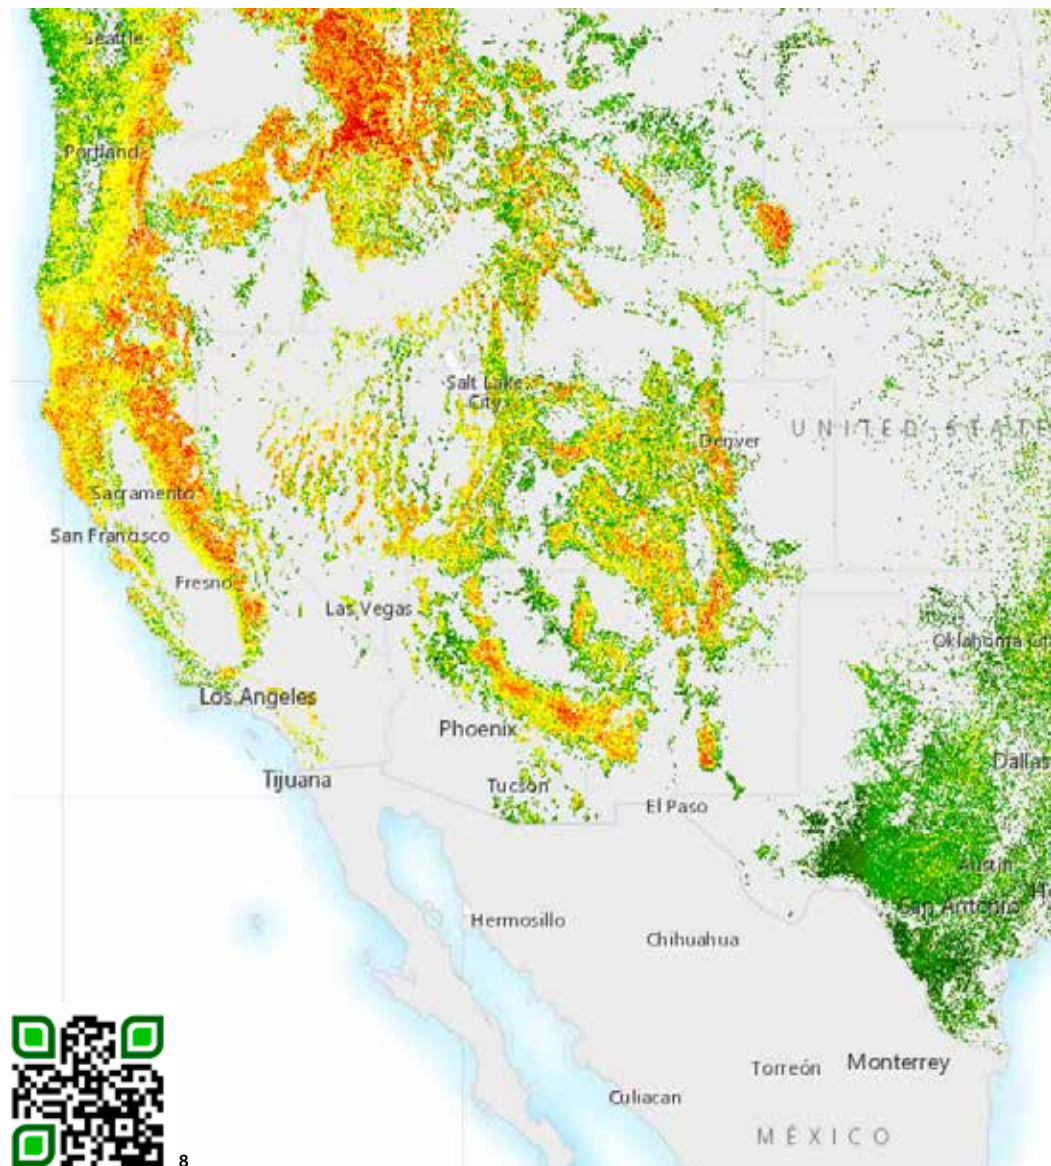 Seattle
Portland
Salt Lake
City
UNITED STATE
Denver
Sacramento
San Francisco
Fresno
Las Vegas
Oklahoma
Los Angeles
Phoenix
Dallas
Tijuana
Tucson
El Paso
Austin
San Antonio
Hermosillo
Chihuahua
Torreón
Monterrey
Culiacan
MÉXICO
8